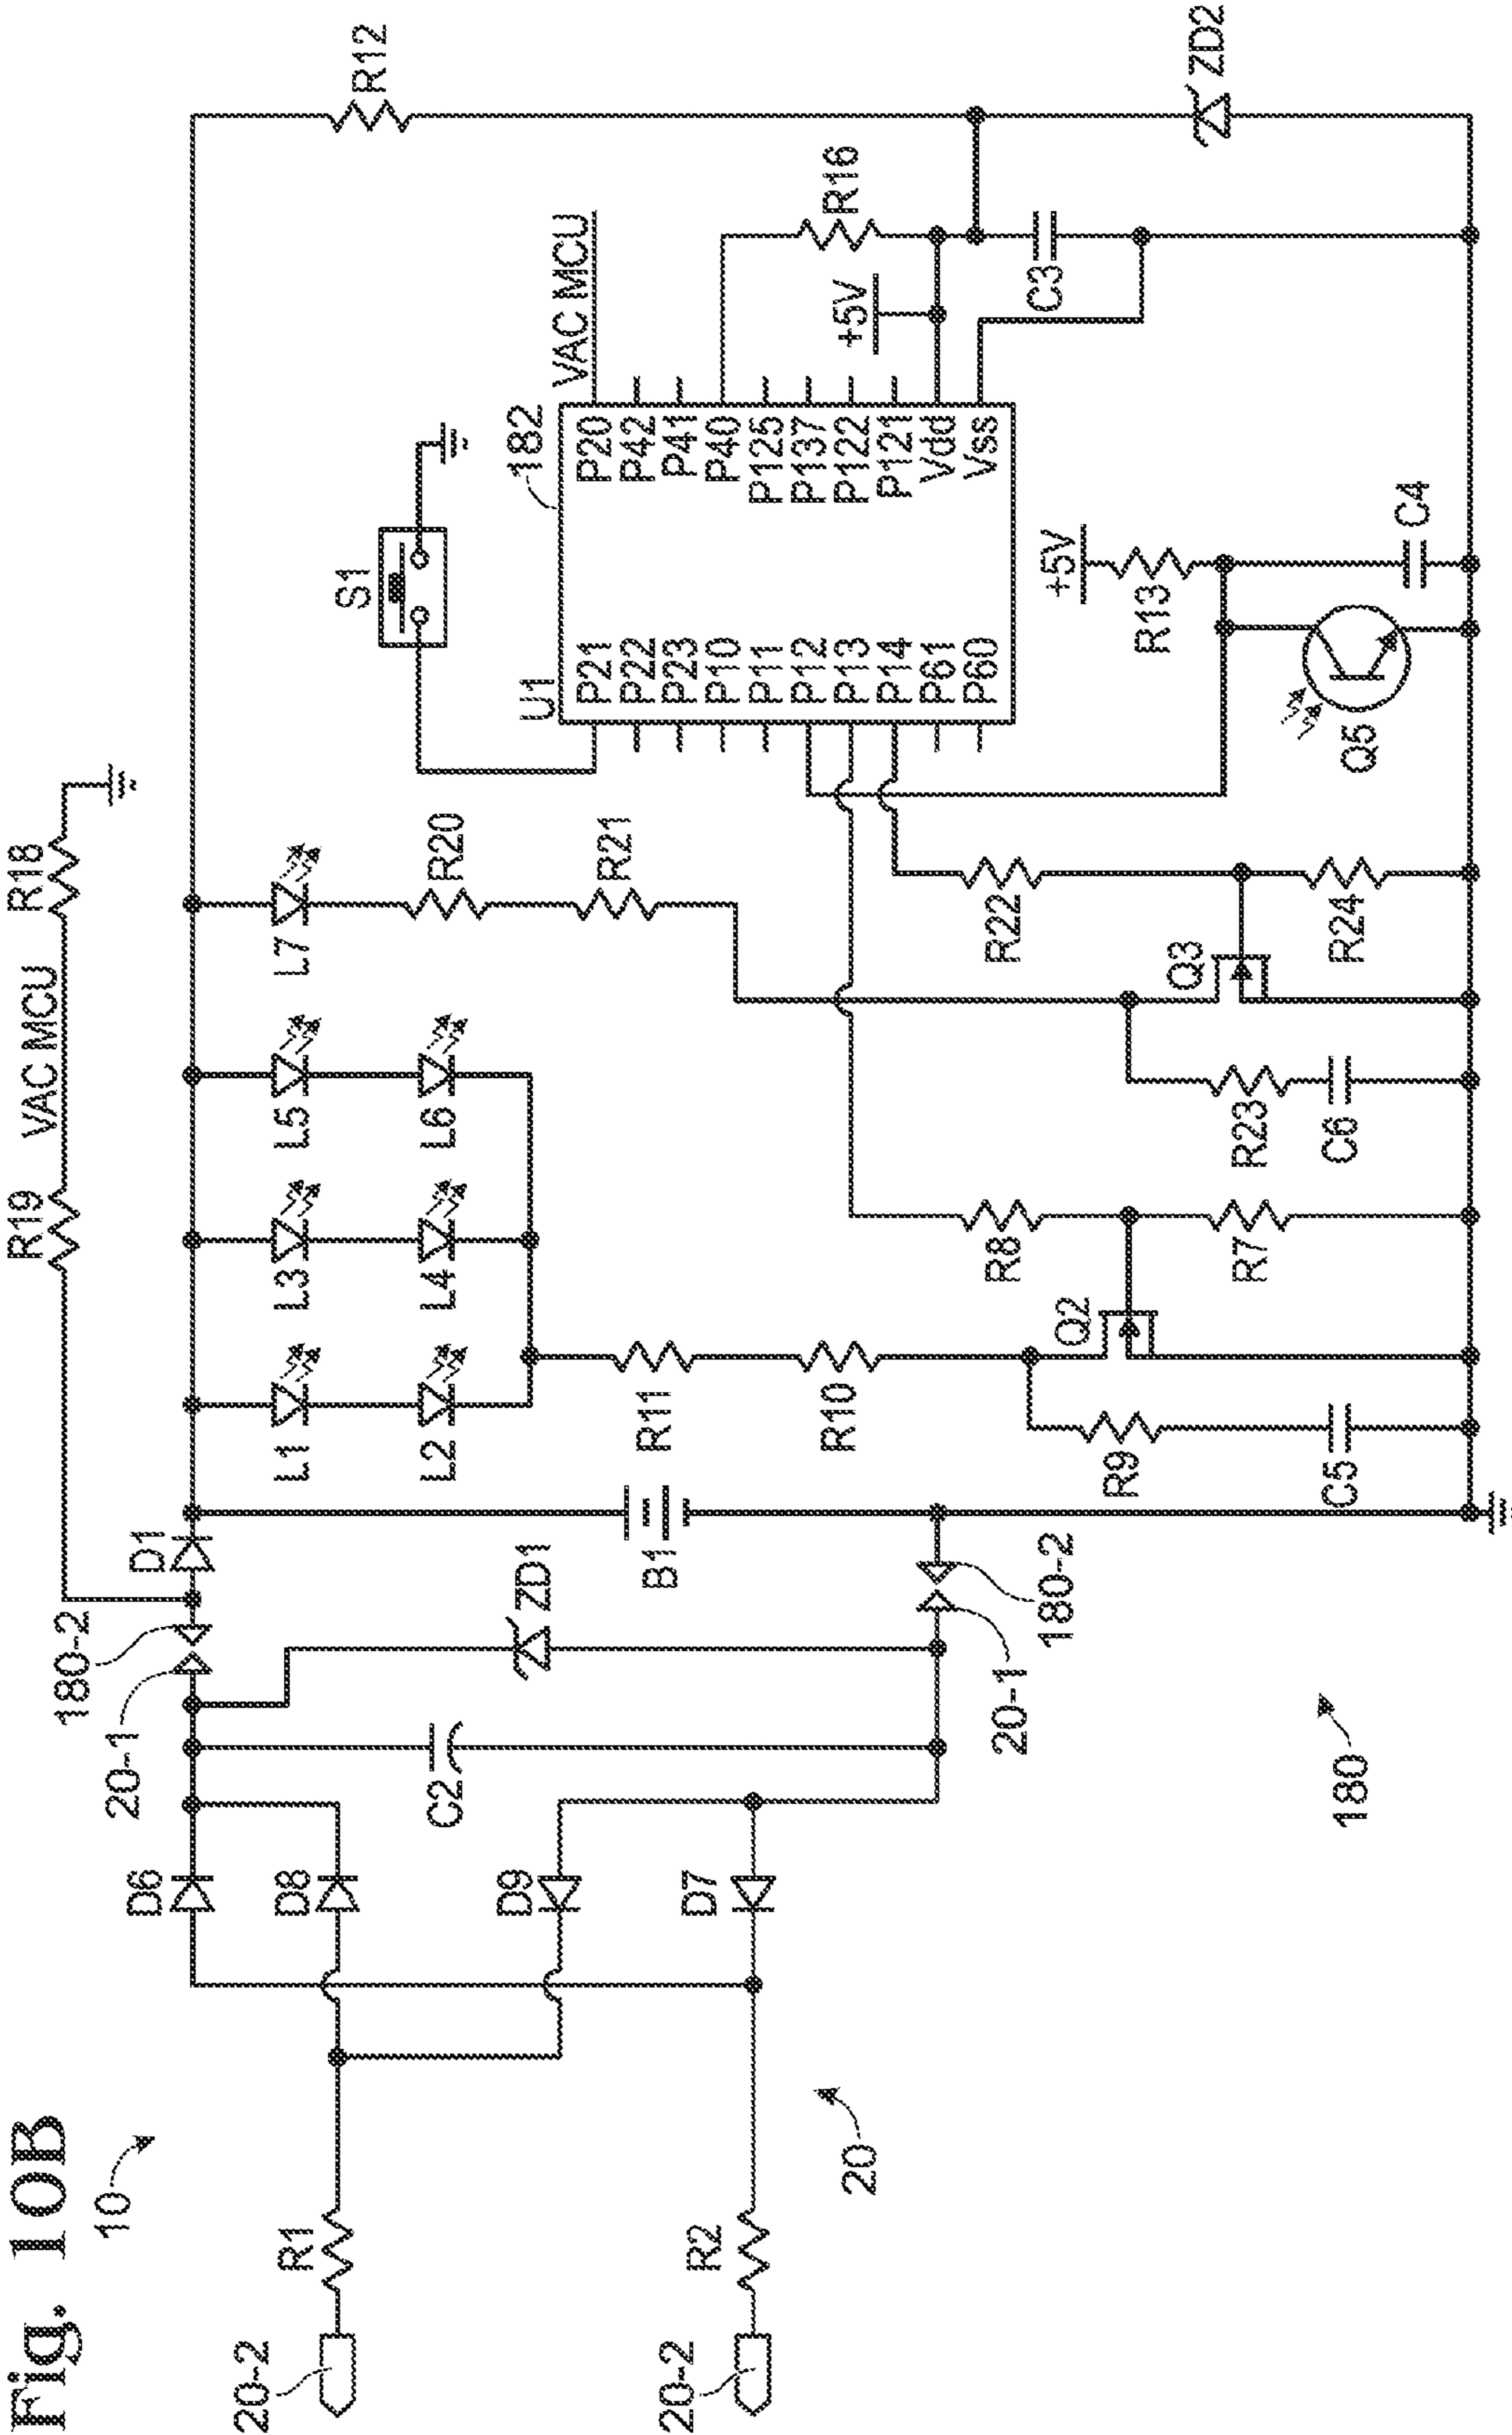 Fig. 10B
10
20-2
R1
20-2
R2
20
D6
D8
D9
D7
20-1
180-2
C2
ZD1
20-1
180-2
180
D1
B1
R19
VAC MCU
R18
L1
L2
L3
L4
L5
L6
L7
R11
R10
R9
C5
Q2
R8
R7
R20
R21
R23
C6
Q3
R22
R24
S1
U1
182
P21
P22
P23
P10
P11
P12
P13
P14
P61
P60
P20
P42
P41
P40
P125
P137
P122
P121
Vdd
Vss
VAC MCU
+5V
R16
C3
R12
ZD2
+5V
R13
Q5
C4